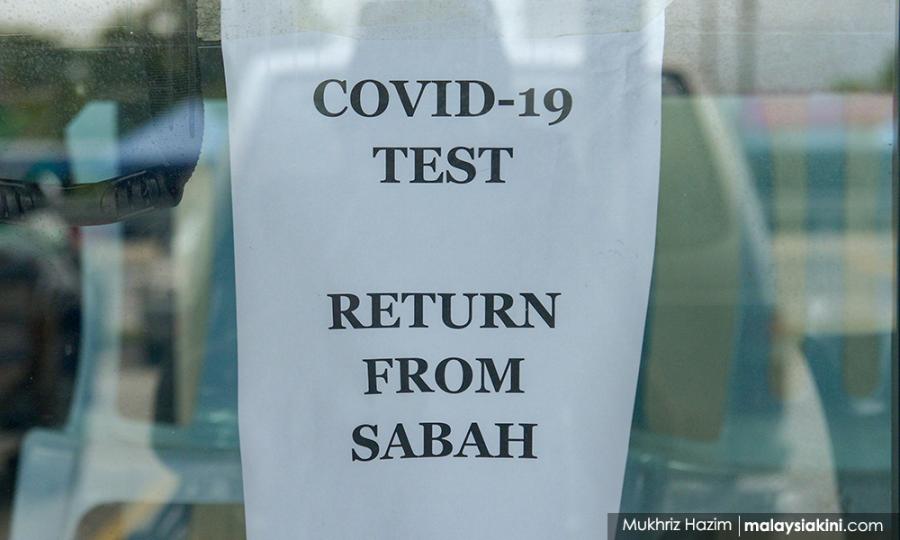 COVID-19
TEST
RETURN
FROM
SABAH
Mukhriz Hazim | malaysiakini.com